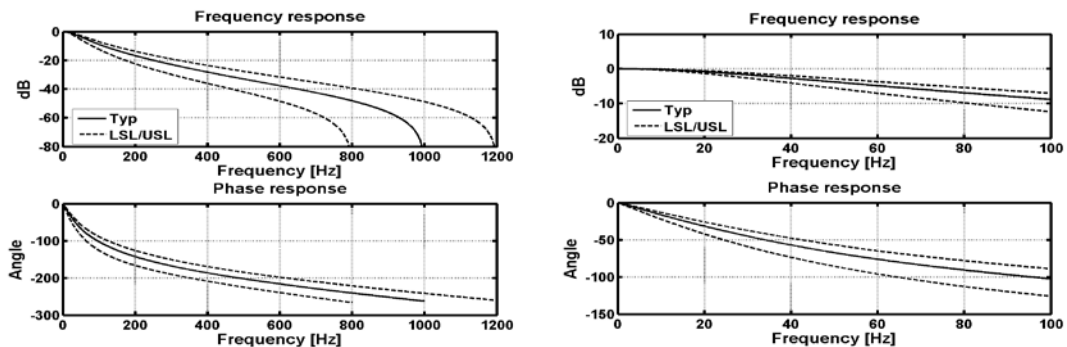 Frequency response
0
-20
-40
-60
-80
dB
Typ
LSL/USL
0 200 400 600 800 1000 1200
Frequency [Hz]
Phase response
0
-100
-200
-300
Angle
0 200 400 600 800 1000 1200
Frequency [Hz]
Frequency response
10
0
-10
-20
dB
Typ
LSL/USL
0 20 40 60 80 100
Frequency [Hz]
Phase response
0
-50
-100
-150
Angle
0 20 40 60 80 100
Frequency [Hz]